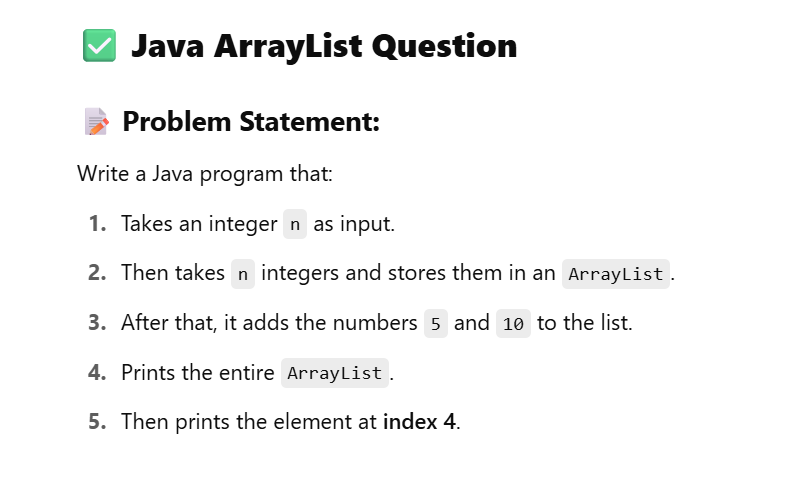 ✅ Java ArrayList Question
📝 Problem Statement:
Write a Java program that:
1. Takes an integer n as input.
2. Then takes n integers and stores them in an ArrayList.
3. After that, it adds the numbers 5 and 10 to the list.
4. Prints the entire ArrayList.
5. Then prints the element at index 4.